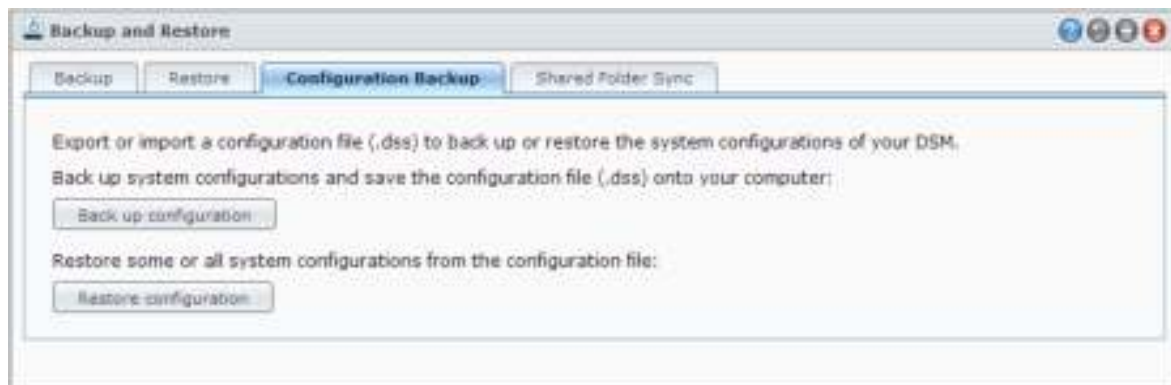 Backup and Restore
Backup Restore Configuration Backup Shared Folder Sync
Export or import a configuration file (.dss) to back up or restore the system configurations of your DSM.
Back up system configurations and save the configuration file (.dss) onto your computer:
Back up configuration
Restore some or all system configurations from the configuration file:
Restore configuration